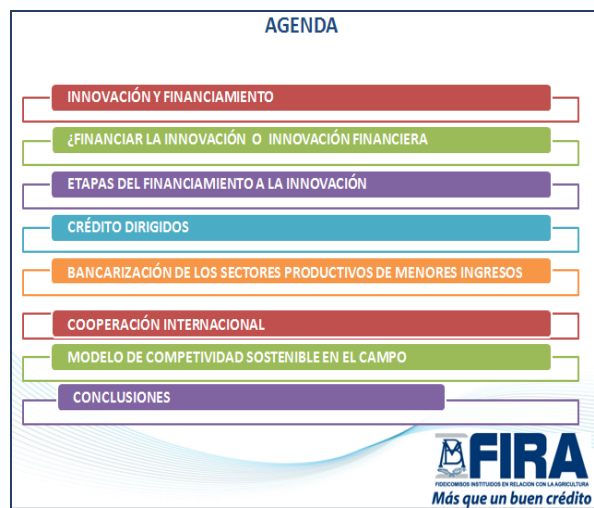 AGENDA
INNOVACIÓN Y FINANCIAMIENTO
¿FINANCIAR LA INNOVACIÓN O INNOVACIÓN FINANCIERA
ETAPAS DEL FINANCIAMIENTO A LA INNOVACIÓN
CRÉDITO DIRIGIDOS
BANCARIZACIÓN DE LOS SECTORES PRODUCTIVOS DE MENORES INGRESOS
COOPERACIÓN INTERNACIONAL
MODELO DE COMPETIVIDAD SOSTENIBLE EN EL CAMPO
CONCLUSIONES
FIRA
FIDEICOMISOS INSTITUIDOS EN RELACION CON LA AGRICULTURA
Más que un buen crédito